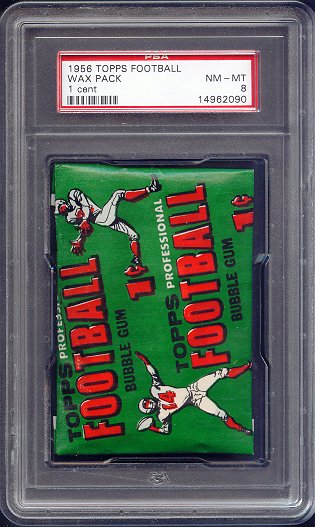 PSA
1956 TOPPS FOOTBALL
WAX PACK NM - MT
1 cent 8
14962090
TOPPS PROFESSIONAL
FOOTBALL 1¢
BUBBLE GUM
TOPPS PROFESSIONAL
FOOTBALL 1¢
BUBBLE GUM
14